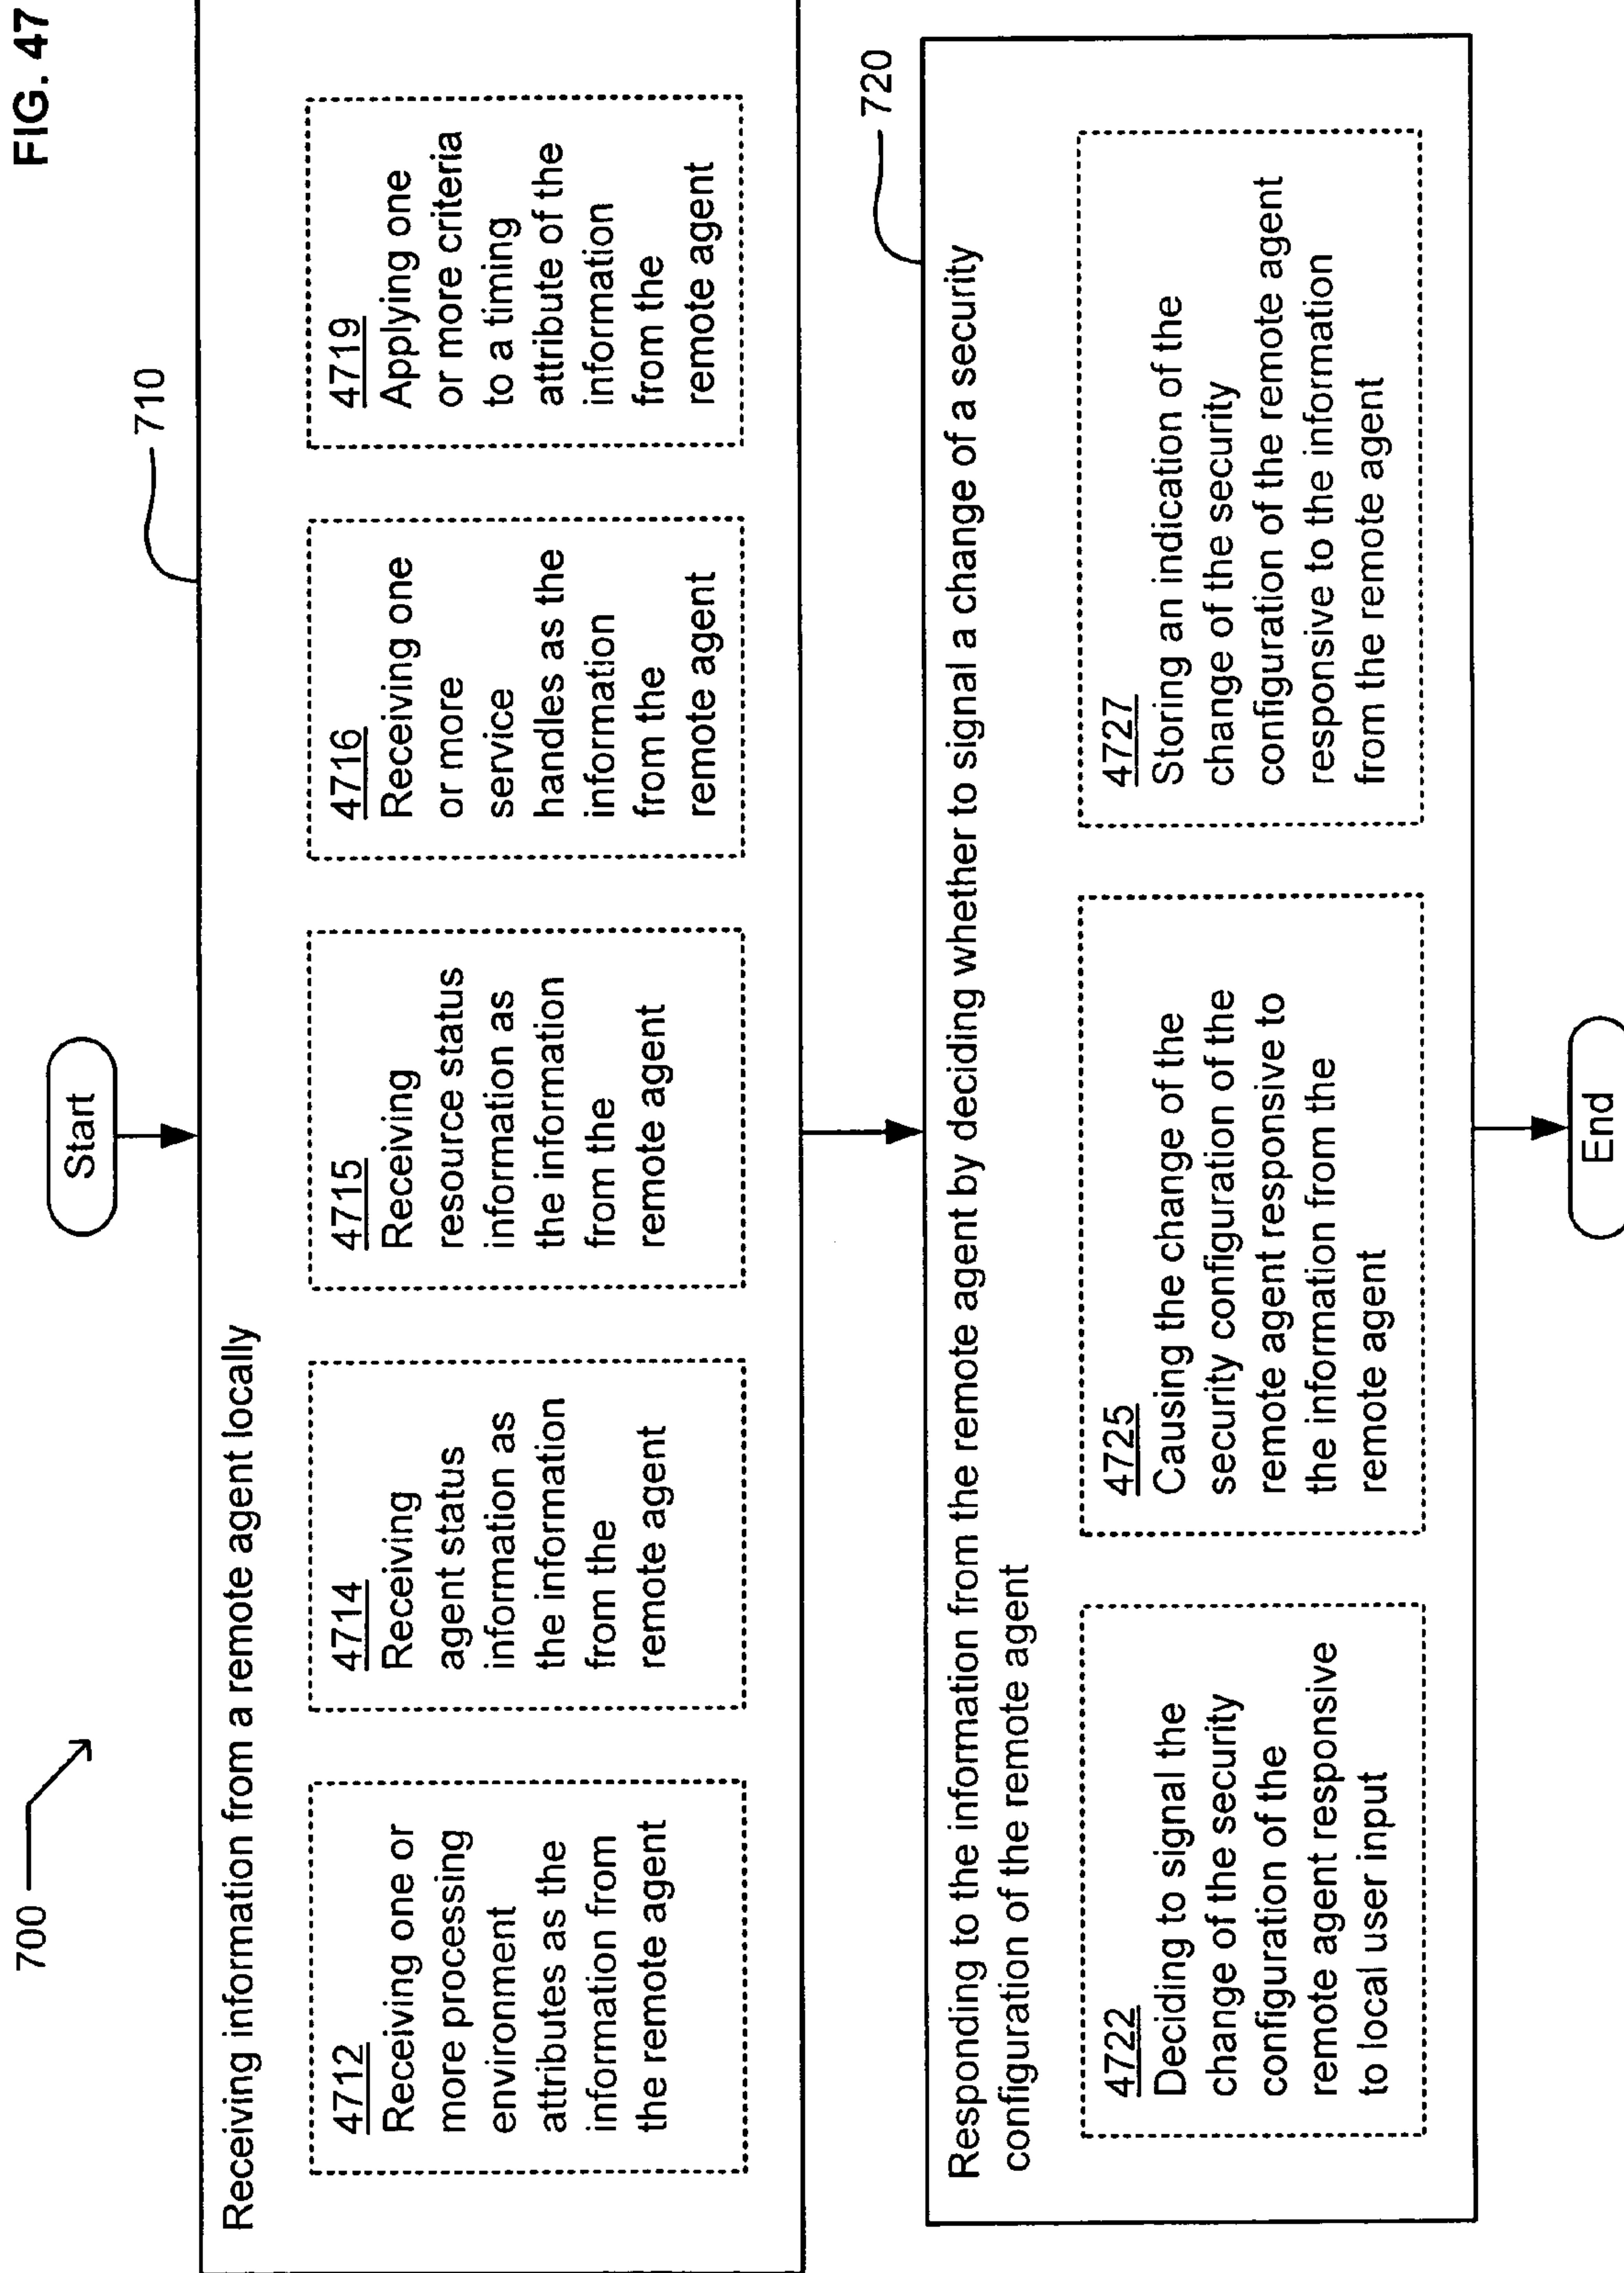 FIG. 47
700
Start
710
Receiving information from a remote agent locally
4712
Receiving one or
more processing
environment
attributes as the
information from
the remote agent
4714
Receiving
agent status
information as
the information
from the
remote agent
4715
Receiving
resource status
information as
the information
from the
remote agent
4716
Receiving one
or more
service
handles as the
information
from the
remote agent
4719
Applying one
or more criteria
to a timing
attribute of the
information
from the
remote agent
720
Responding to the information from the remote agent by deciding whether to signal a change of a security
configuration of the remote agent
4722
Deciding to signal the
change of the security
configuration of the
remote agent responsive
to local user input
4725
Causing the change of the
security configuration of the
remote agent responsive to
the information from the
remote agent
4727
Storing an indication of the
change of the security
configuration of the remote agent
responsive to the information
from the remote agent
End